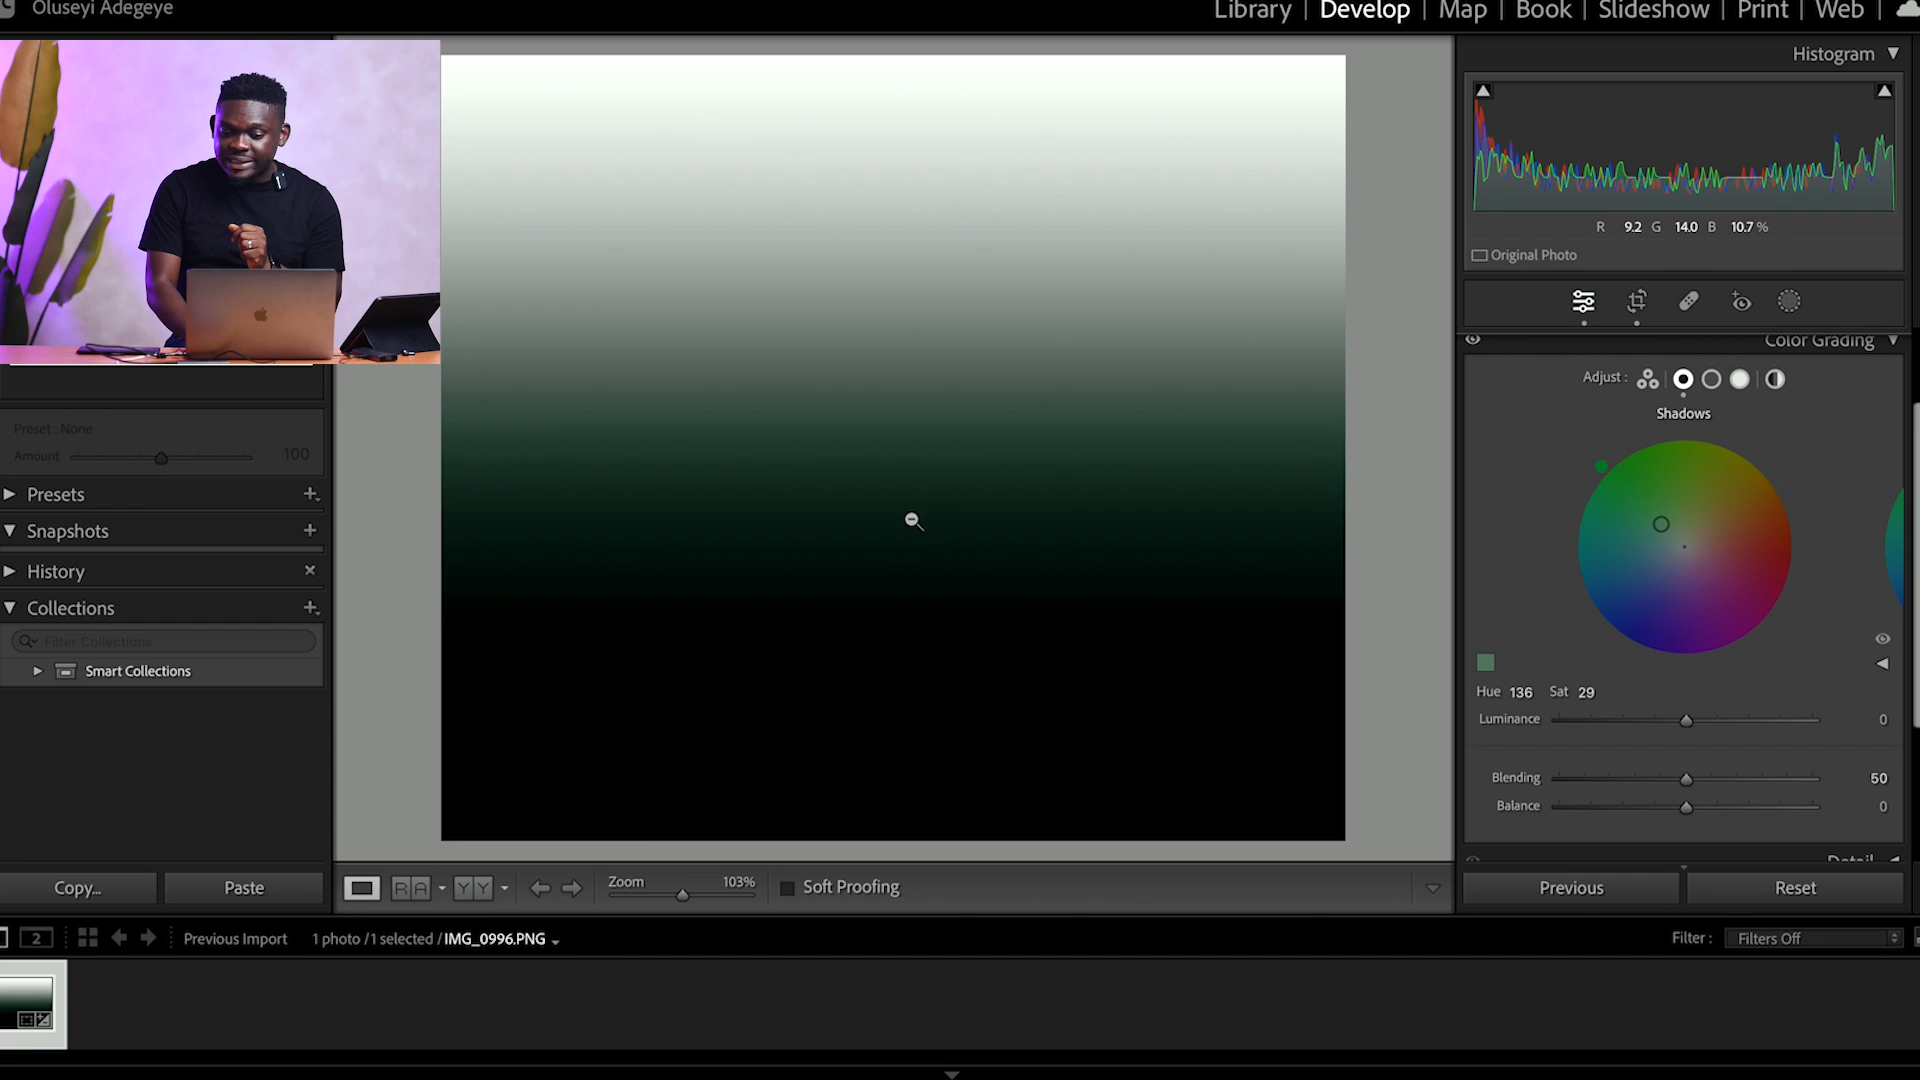 Oluseyi Adegeye
Library | Develop | Map | Book | Slideshow | Print | Web |
Histogram
R 9.2 G 14.0 B 10.7 %
Original Photo
Color Grading
Adjust :
Shadows
Preset : None
Amount 100
Presets
Snapshots
History
Collections
Filter Collections
Smart Collections
Hue 136 Sat 29
Luminance 0
Blending 50
Balance 0
Detail
Copy... Paste
R A Y Y Zoom 103% Soft Proofing
Previous Reset
2 Previous Import 1 photo / 1 selected / IMG_0996.PNG
Filter : Filters Off